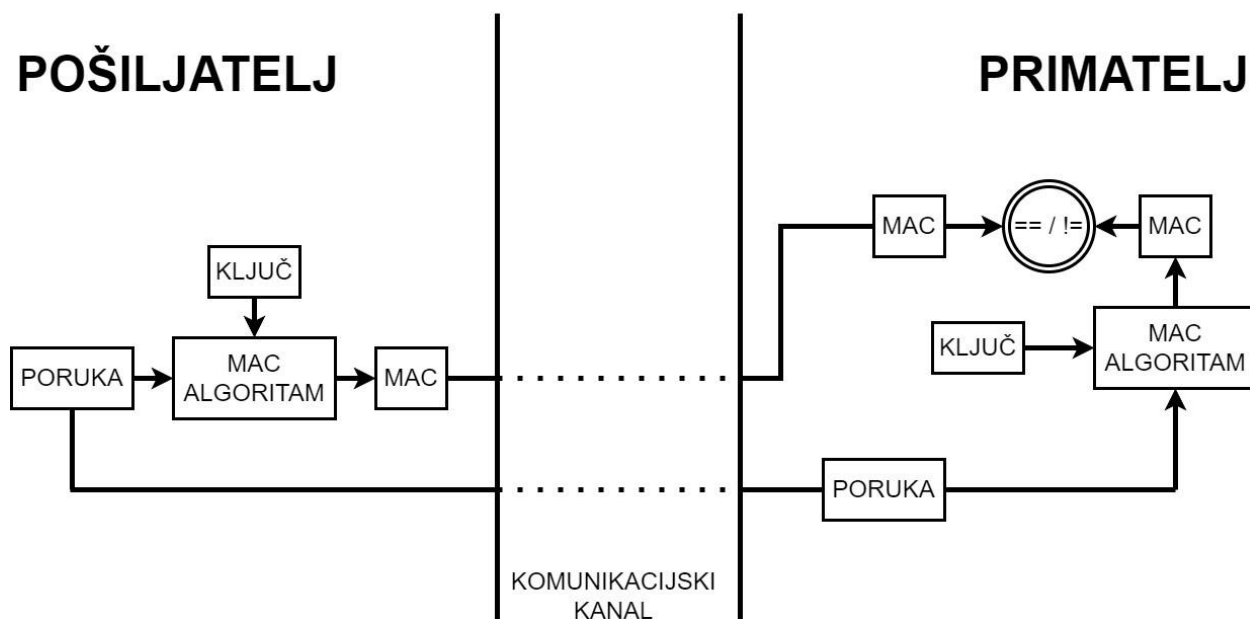 POŠILJATELJ
PRIMATELJ
KLJUČ
PORUKA
MAC
ALGORITAM
MAC
KOMUNIKACIJSKI
KANAL
MAC
== / !=
MAC
KLJUČ
MAC
ALGORITAM
PORUKA